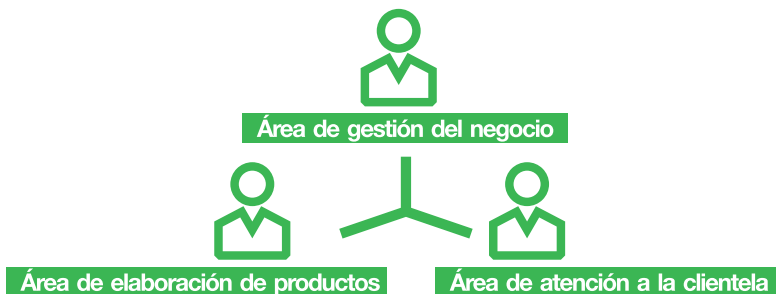 Área de gestión del negocio
Área de elaboración de productos
Área de atención a la clientela